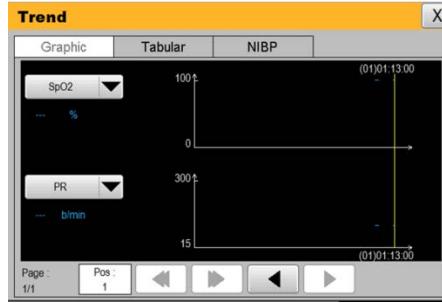 Trend
X
Graphic
Tabular
NIBP
(01)01:13:00
SpO2
100
--- %
0
PR
300
--- b/min
15
(01)01:13:00
Page :
1/1
Pos :
1